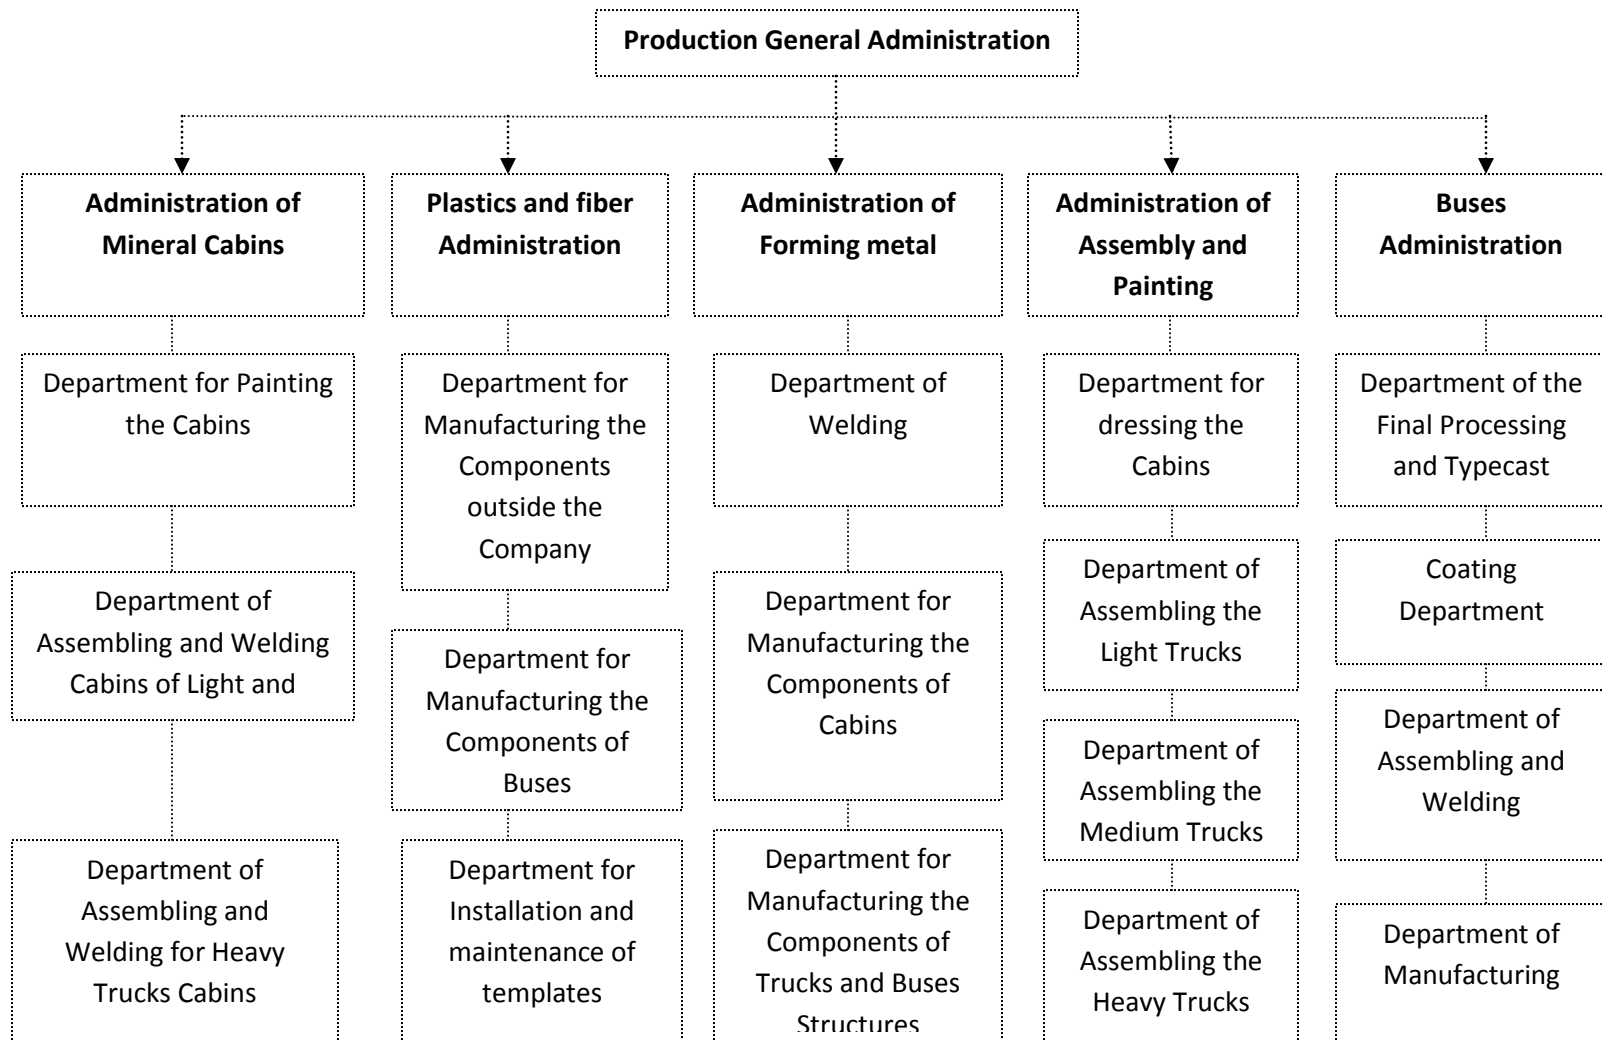 Production General Administration
Administration of
Mineral Cabins
Plastics and fiber
Administration
Administration of
Forming metal
Administration of
Assembly and
Painting
Buses
Administration
Department for Painting
the Cabins
Department for
Manufacturing the
Components
outside the
Company
Department of
Welding
Department for
dressing the
Cabins
Department of the
Final Processing
and Typecast
Department of
Assembling and Welding
Cabins of Light and
Department for
Manufacturing the
Components of
Buses
Department for
Manufacturing the
Components of
Cabins
Department of
Assembling the
Light Trucks
Coating
Department
Department of
Assembling the
Medium Trucks
Department of
Assembling and
Welding
Department of
Assembling and
Welding for Heavy
Trucks Cabins
Department for
Installation and
maintenance of
templates
Department for
Manufacturing the
Components of
Trucks and Buses
Structures
Department of
Assembling the
Heavy Trucks
Department of
Manufacturing